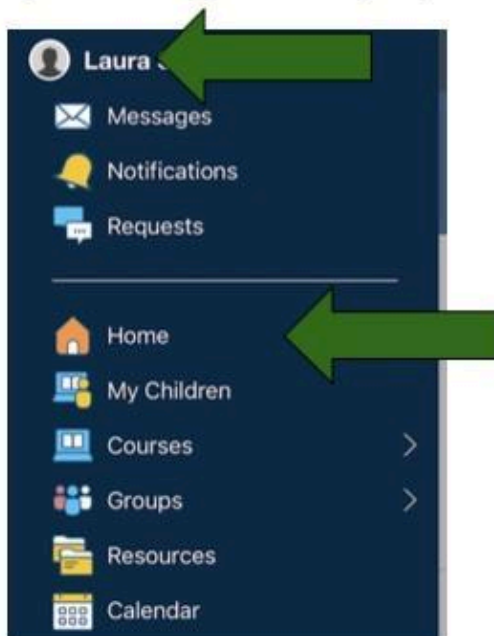 Laura
Messages
Notifications
Requests
Home
My Children
Courses
Groups
Resources
Calendar